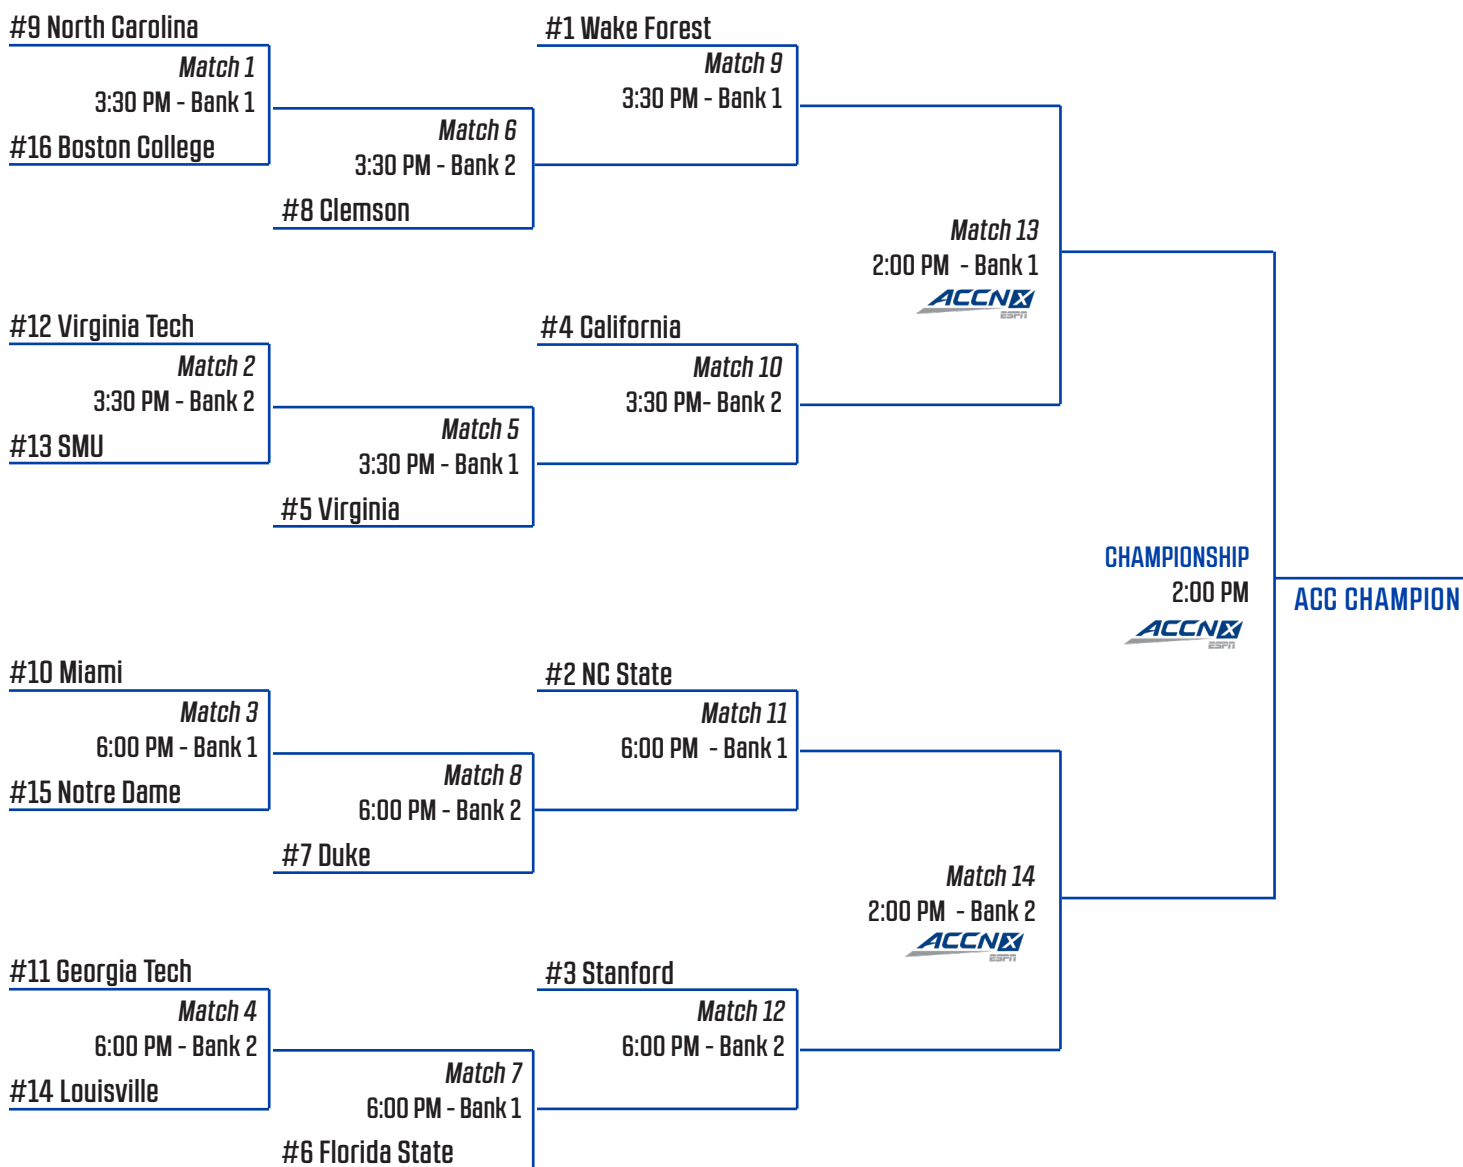 #9 North Carolina
Match 1
3:30 PM - Bank 1
#16 Boston College
Match 6
3:30 PM - Bank 2
#8 Clemson
#1 Wake Forest
Match 9
3:30 PM - Bank 1
#12 Virginia Tech
Match 2
3:30 PM - Bank 2
#13 SMU
Match 5
3:30 PM - Bank 1
#5 Virginia
#4 California
Match 10
3:30 PM- Bank 2
Match 13
2:00 PM - Bank 1
ACCNX
ESPN
#10 Miami
Match 3
6:00 PM - Bank 1
#15 Notre Dame
Match 8
6:00 PM - Bank 2
#7 Duke
#2 NC State
Match 11
6:00 PM - Bank 1
#11 Georgia Tech
Match 4
6:00 PM - Bank 2
#14 Louisville
Match 7
6:00 PM - Bank 1
#6 Florida State
#3 Stanford
Match 12
6:00 PM - Bank 2
Match 14
2:00 PM - Bank 2
ACCNX
ESPN
CHAMPIONSHIP
2:00 PM
ACCNX
ESPN
ACC CHAMPION